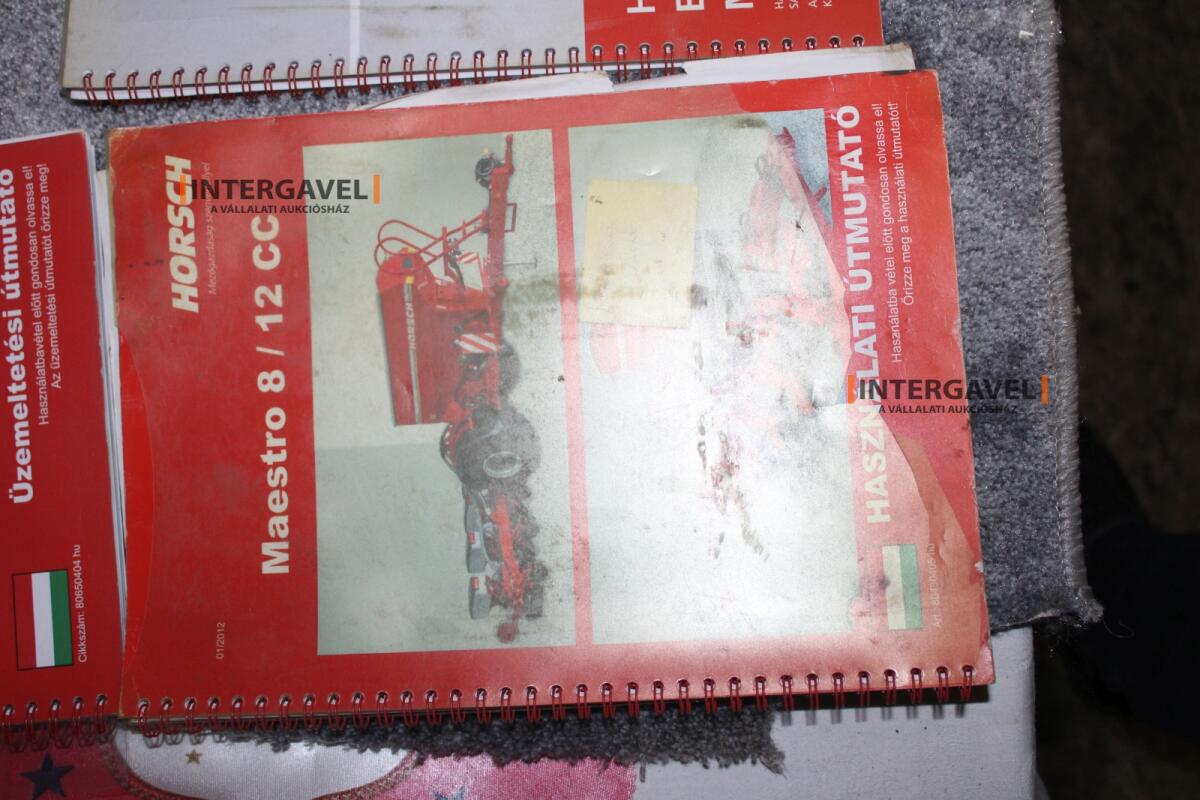 HORSCH
Maestro 8 / 12 CC
01/2012
HORSCH
HASZNÁLATI ÚTMUTATÓ
Használatba vétel előtt gondosan olvassa el!
Őrizze meg a használati útmutatót!
Üzemeltetési útmutató
Használatbavétel előtt gondosan olvassa el!
Az üzemeltetési útmutatót őrizze meg!
Cikkszám: 80650404 hu
INTERGAVEL
A VÁLLALATI AUKCIÓSHÁZ
INTERGAVEL
A VÁLLALATI AUKCIÓSHÁZ